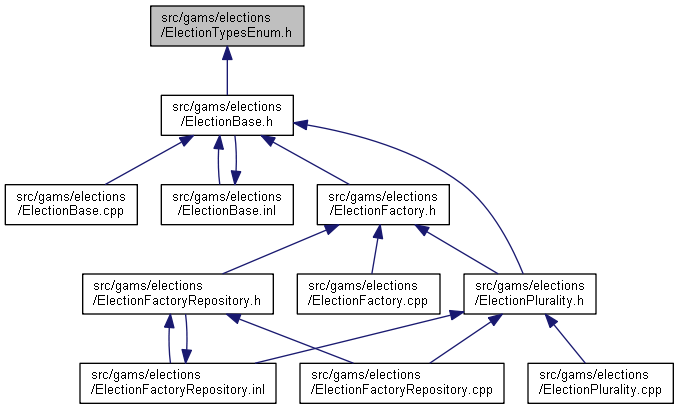 src/gams/elections
/ElectionTypesEnum.h
src/gams/elections
/ElectionBase.h
src/gams/elections
/ElectionBase.cpp
src/gams/elections
/ElectionBase.inl
src/gams/elections
/ElectionFactory.h
src/gams/elections
/ElectionFactoryRepository.h
src/gams/elections
/ElectionFactory.cpp
src/gams/elections
/ElectionPlurality.h
src/gams/elections
/ElectionFactoryRepository.inl
src/gams/elections
/ElectionFactoryRepository.cpp
src/gams/elections
/ElectionPlurality.cpp